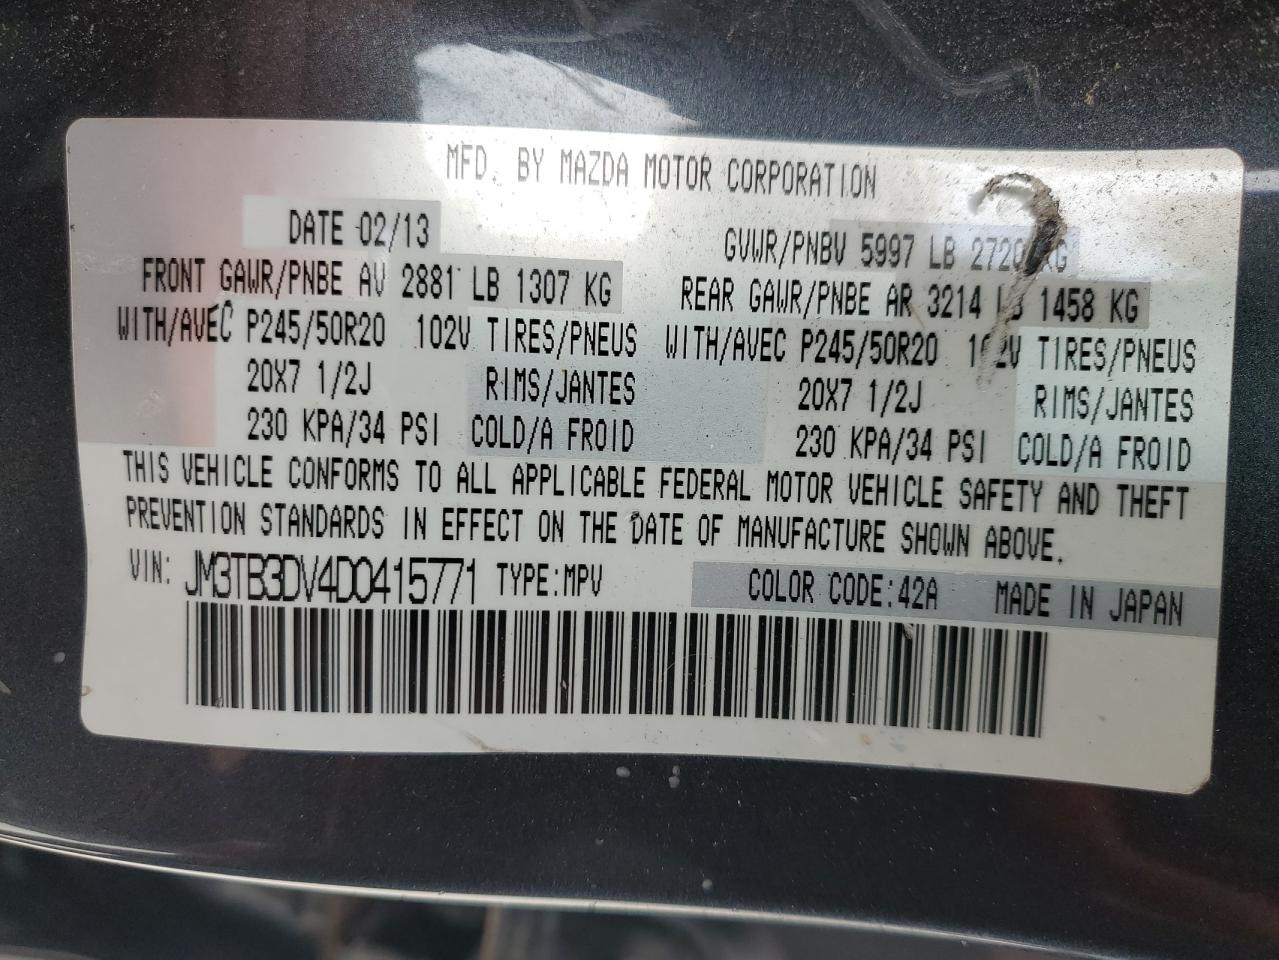 MFD. BY MAZDA MOTOR CORPORATION
DATE 02/13 GVWR/PNBV 5997 LB 2720 KG
FRONT GAWR/PNBE AV 2881 LB 1307 KG REAR GAWR/PNBE AR 3214 LB 1458 KG
WITH/AVEC P245/50R20 102V TIRES/PNEUS WITH/AVEC P245/50R20 102V TIRES/PNEUS
20X7 1/2J RIMS/JANTES 20X7 1/2J RIMS/JANTES
230 KPA/34 PSI COLD/A FROID 230 KPA/34 PSI COLD/A FROID
THIS VEHICLE CONFORMS TO ALL APPLICABLE FEDERAL MOTOR VEHICLE SAFETY AND THEFT
PREVENTION STANDARDS IN EFFECT ON THE DATE OF MANUFACTURE SHOWN ABOVE.
VIN: JM3TB3DV4D0415771 TYPE:MPV COLOR CODE:42A MADE IN JAPAN